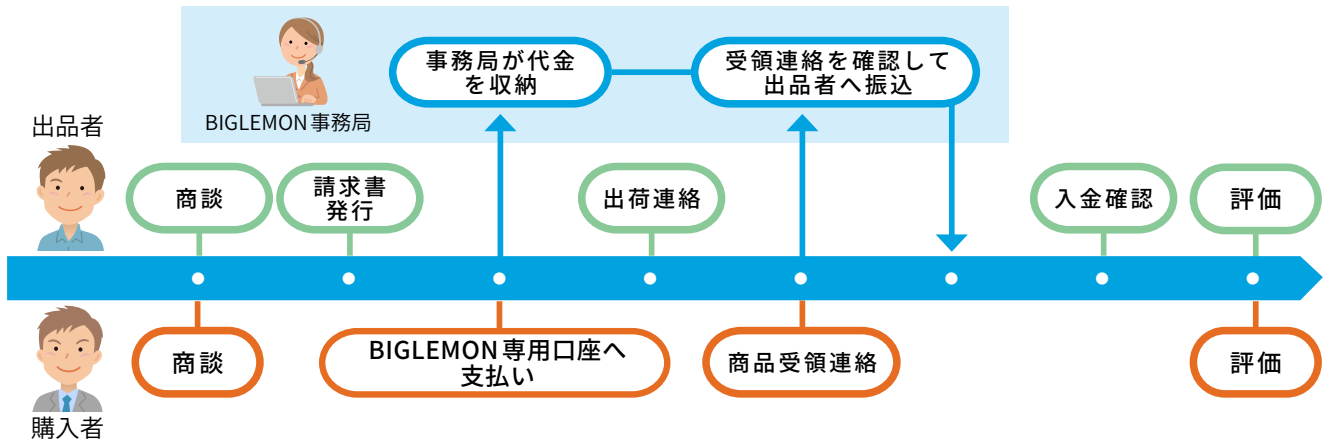 事務局が代金
を収納
受領連絡を確認して
出品者へ振込
BIGLEMON事務局
出品者
商談
請求書
発行
出荷連絡
入金確認
評価
商談
BIGLEMON専用口座へ
支払い
商品受領連絡
評価
購入者